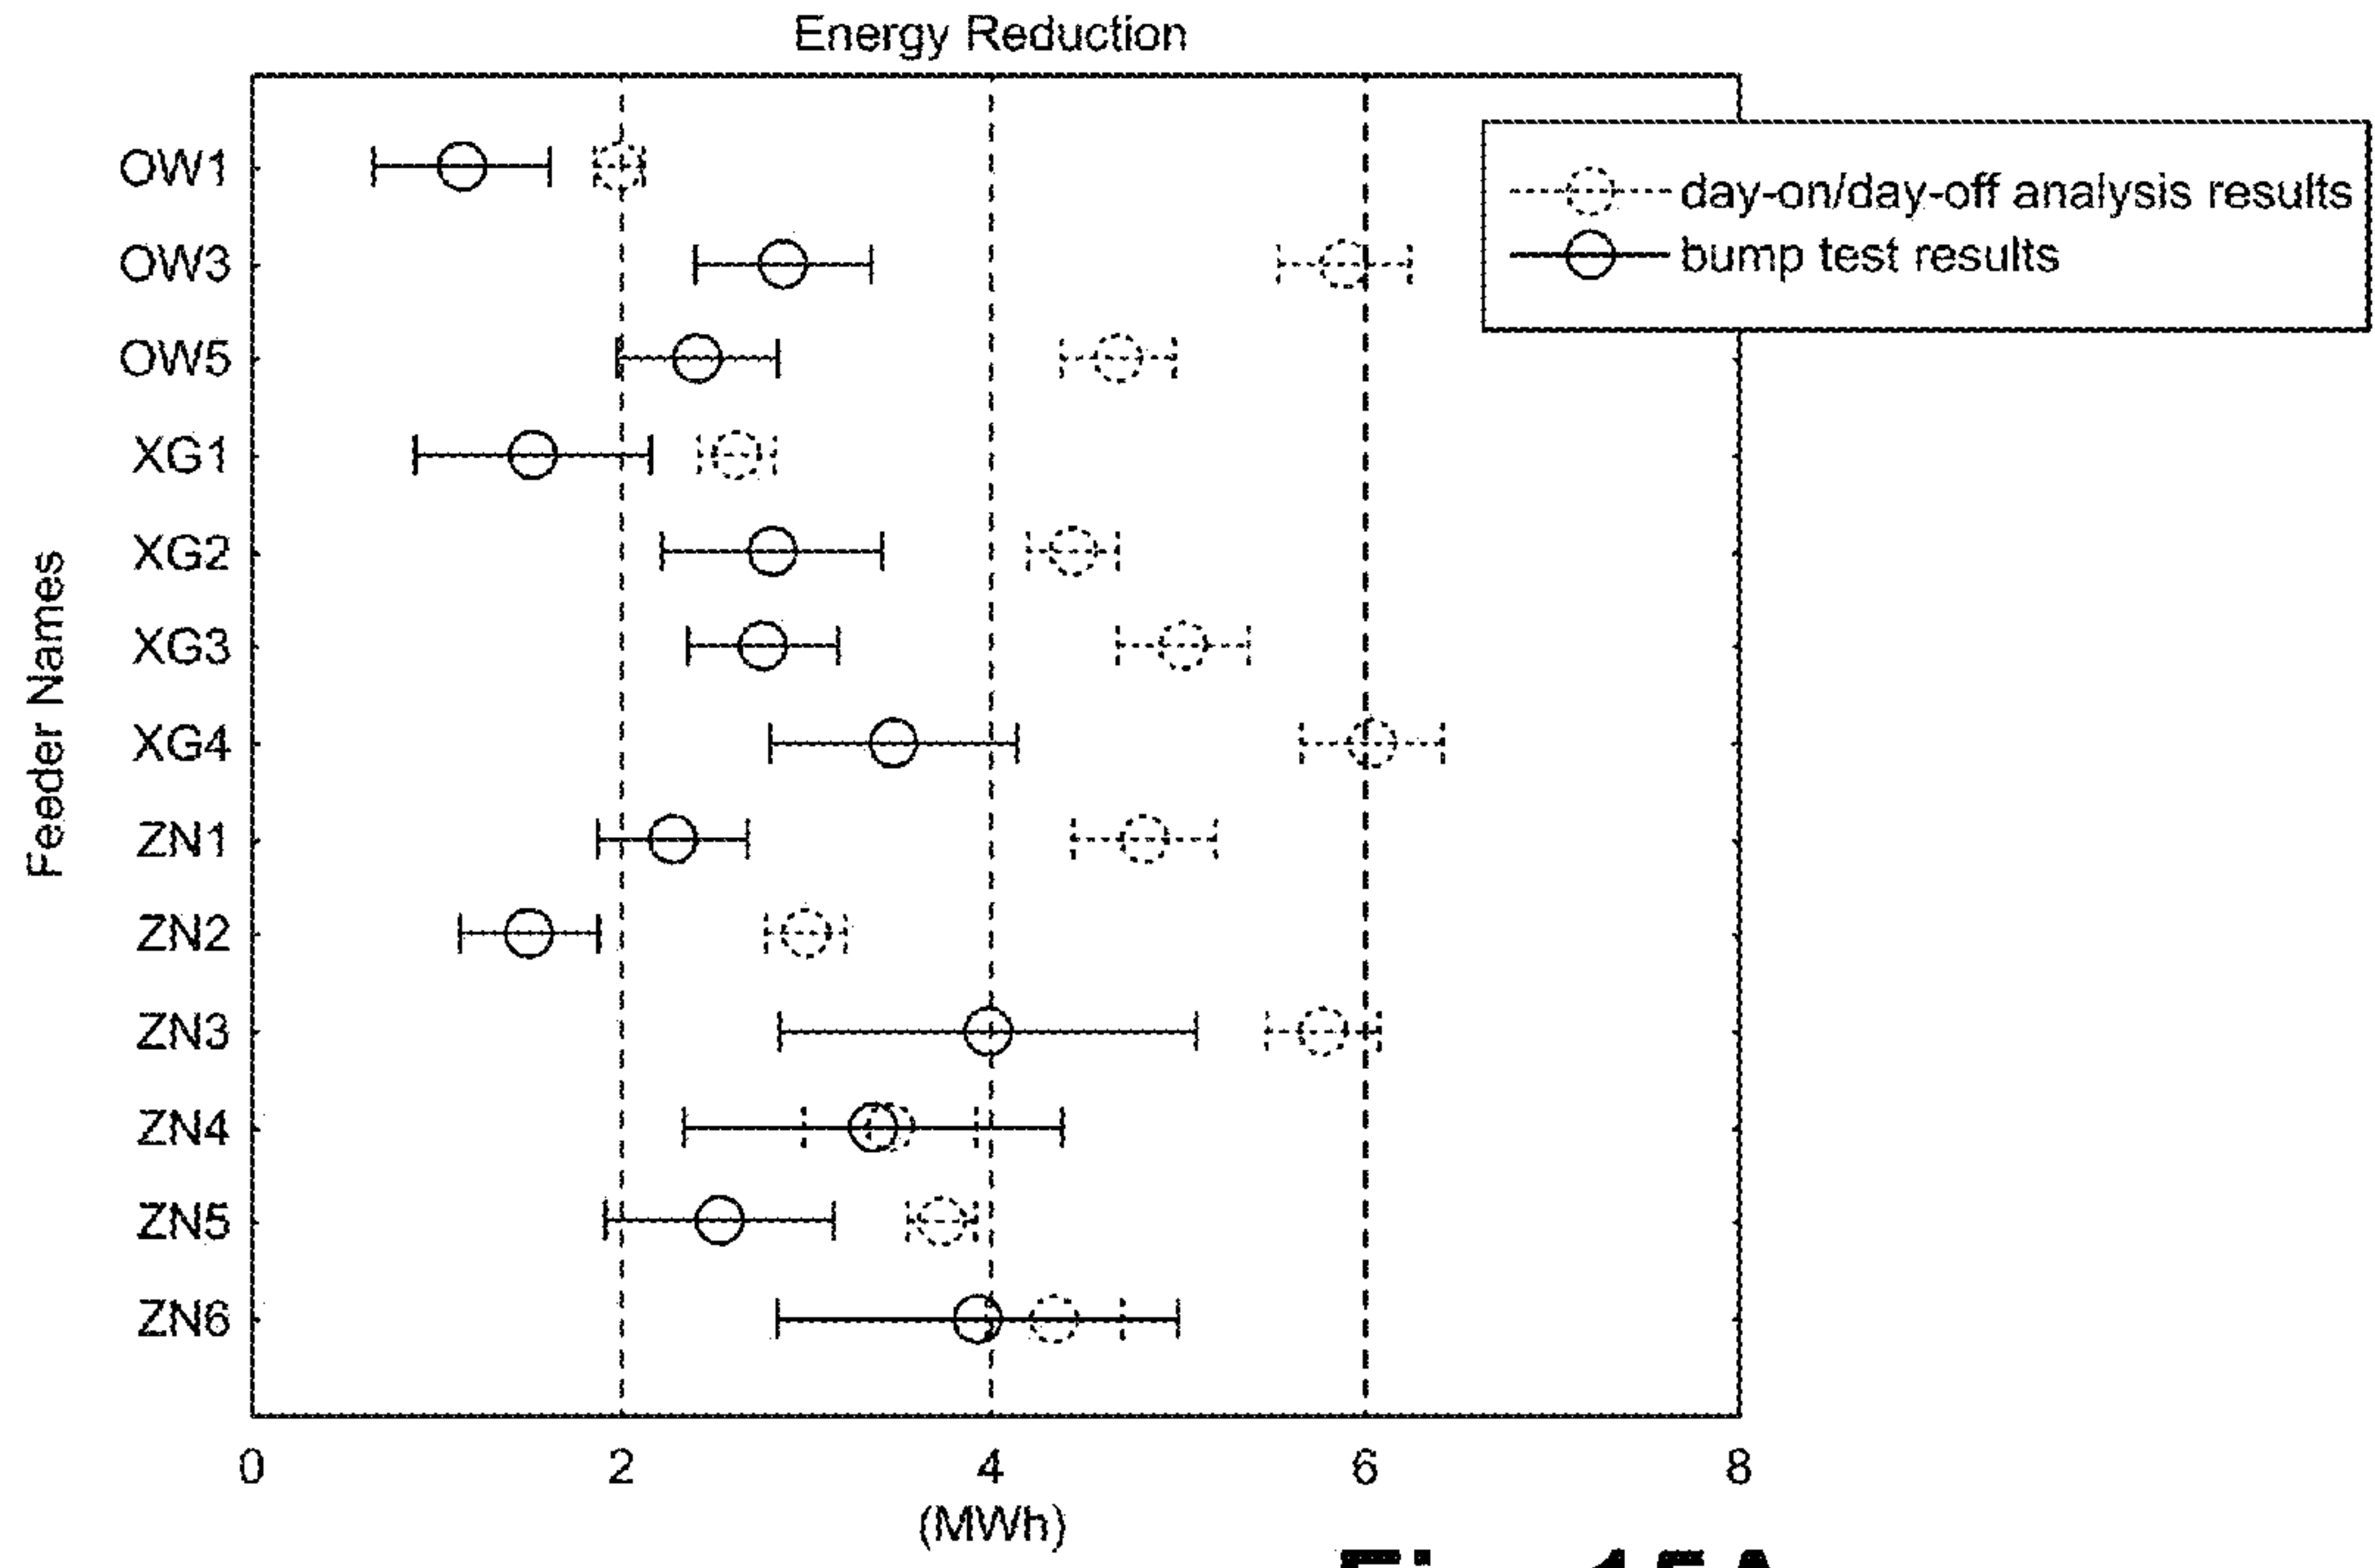 Energy Reduction
day-on/day-off analysis results
bump test results
Feeder Names
OW1
OW3
OW5
XG1
XG2
XG3
XG4
ZN1
ZN2
ZN3
ZN4
ZN5
ZN6
0 2 4 6 8
(MWh)